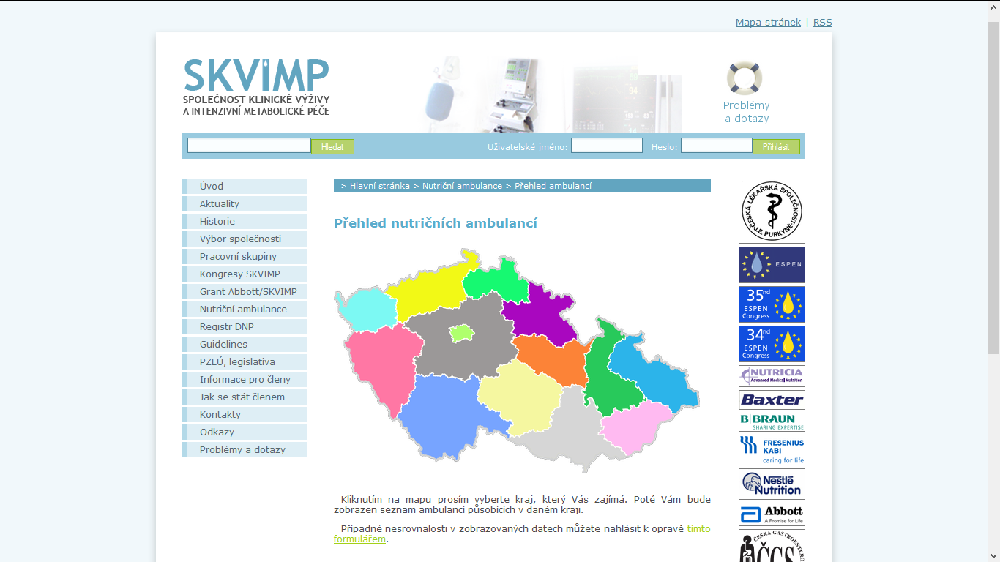 Mapa stránek | RSS
SKViMP
SPOLEČNOST KLINICKÉ VÝŽIVY
A INTENZIVNÍ METABOLICKÉ PÉČE
94
Problémy
a dotazy
Hledat
Uživatelské jméno:
Heslo:
Přihlásit
Úvod
Aktuality
Historie
Výbor společnosti
Pracovní skupiny
Kongresy SKVIMP
Grant Abbott/SKVIMP
Nutriční ambulance
Registr DNP
Guidelines
PZLÚ, legislativa
Informace pro členy
Jak se stát členem
Kontakty
Odkazy
Problémy a dotazy
> Hlavní stránka > Nutriční ambulance > Přehled ambulancí
Přehled nutričních ambulancí
Kliknutím na mapu prosím vyberte kraj, který Vás zajímá. Poté Vám bude
zobrazen seznam ambulancí působících v daném kraji.
Případné nesrovnalosti v zobrazovaných datech můžete nahlásit k opravě tímto
formulářem.
ČESKÁ LÉKAŘSKÁ SPOLEČNOST
J.E. PURKYNĚ
ESPEN
35nd
ESPEN
Congress
34nd
ESPEN
Congress
NUTRICIA
Advanced Medical Nutrition
Baxter
B|BRAUN
SHARING EXPERTISE
FRESENIUS
KABI
caring for life
Nestlé
Nutrition
Abbott
A Promise for Life
ČESKÁ GASTROENTERO
ČGS